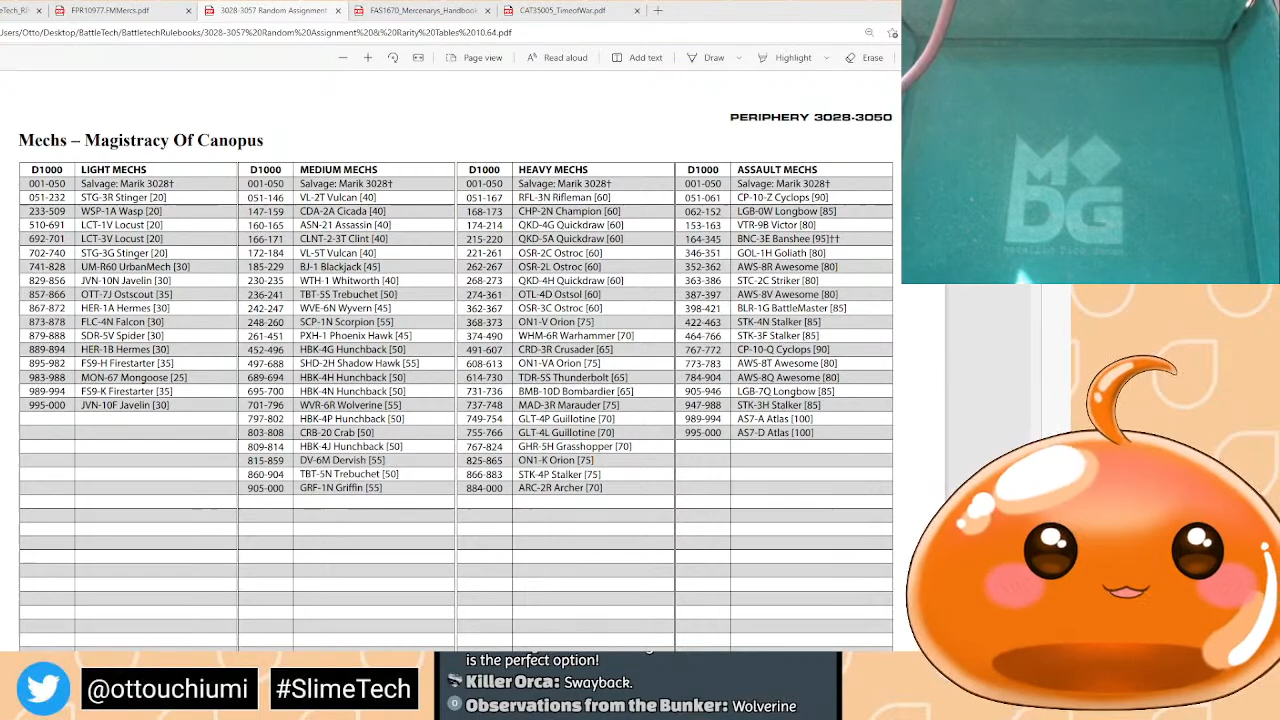 FPR10977.FMMercs.pdf
3028-3057 Random Assignment
FAS1670_Mercenarys_Handbook
CAT35005_TimeofWar.pdf
sers/Otto/Desktop/BattleTech/BattletechRulebooks/3028-3057%20Random%20Assignment%20&%20Rarity%20Tables%2010.64.pdf
Page view
Read aloud
Add text
Draw
Highlight
Erase
PERIPHERY 3028-3050
Mechs – Magistracy Of Canopus
D1000 LIGHT MECHS D1000 MEDIUM MECHS D1000 HEAVY MECHS D1000 ASSAULT MECHS
001-050 Salvage: Marik 3028† 001-050 Salvage: Marik 3028† 001-050 Salvage: Marik 3028† 001-050 Salvage: Marik 3028†
051-232 STG-3R Stinger [20] 051-146 VL-2T Vulcan [40] 051-167 RFL-3N Rifleman [60] 051-061 CP-10-Z Cyclops [90]
233-509 WSP-1A Wasp [20] 147-159 CDA-2A Cicada [40] 168-173 CHP-2N Champion [60] 062-152 LGB-0W Longbow [85]
510-691 LCT-1V Locust [20] 160-165 ASN-21 Assassin [40] 174-214 QKD-4G Quickdraw [60] 153-163 VTR-9B Victor [80]
692-701 LCT-3V Locust [20] 166-171 CLNT-2-3T Clint [40] 215-220 QKD-5A Quickdraw [60] 164-345 BNC-3E Banshee [95]††
702-740 STG-3G Stinger [20] 172-184 VL-5T Vulcan [40] 221-261 OSR-2C Ostroc [60] 346-351 GOL-1H Goliath [80]
741-828 UM-R60 UrbanMech [30] 185-229 BJ-1 Blackjack [45] 262-267 OSR-2L Ostroc [60] 352-362 AWS-8R Awesome [80]
829-856 JVN-10N Javelin [30] 230-235 WTH-1 Whitworth [40] 268-273 QKD-4H Quickdraw [60] 363-386 STC-2C Striker [80]
857-866 OTT-7J Ostscout [35] 236-241 TBT-5S Trebuchet [50] 274-361 OTL-4D Ostsol [60] 387-397 AWS-8V Awesome [80]
867-872 HER-1A Hermes [30] 242-247 WVE-6N Wyvern [45] 362-367 OSR-3C Ostroc [60] 398-421 BLR-1G BattleMaster [85]
873-878 FLC-4N Falcon [30] 248-260 SCP-1N Scorpion [55] 368-373 ON1-V Orion [75] 422-463 STK-4N Stalker [85]
879-888 SDR-5V Spider [30] 261-451 PXH-1 Phoenix Hawk [45] 374-490 WHM-6R Warhammer [70] 464-766 STK-3F Stalker [85]
889-894 HER-1B Hermes [30] 452-496 HBK-4G Hunchback [50] 491-607 CRD-3R Crusader [65] 767-772 CP-10-Q Cyclops [90]
895-982 FS9-H Firestarter [35] 497-688 SHD-2H Shadow Hawk [55] 608-613 ON1-VA Orion [75] 773-783 AWS-8T Awesome [80]
983-988 MON-67 Mongoose [25] 689-694 HBK-4H Hunchback [50] 614-730 TDR-5S Thunderbolt [65] 784-904 AWS-8Q Awesome [80]
989-994 FS9-K Firestarter [35] 695-700 HBK-4N Hunchback [50] 731-736 BMB-10D Bombardier [65] 905-946 LGB-7Q Longbow [85]
995-000 JVN-10F Javelin [30] 701-796 WVR-6R Wolverine [55] 737-748 MAD-3R Marauder [75] 947-988 STK-3H Stalker [85]
797-802 HBK-4P Hunchback [50] 749-754 GLT-4P Guillotine [70] 989-994 AS7-A Atlas [100]
803-808 CRB-20 Crab [50] 755-766 GLT-4L Guillotine [70] 995-000 AS7-D Atlas [100]
809-814 HBK-4J Hunchback [50] 767-824 GHR-5H Grasshopper [70]
815-859 DV-6M Dervish [55] 825-865 ON1-K Orion [75]
860-904 TBT-5N Trebuchet [50] 866-883 STK-4P Stalker [75]
905-000 GRF-1N Griffin [55] 884-000 ARC-2R Archer [70]
MDG
@ottouchiumi
#SlimeTech
is the perfect option!
Killer Orca: Swayback.
Observations from the Bunker: Wolverine